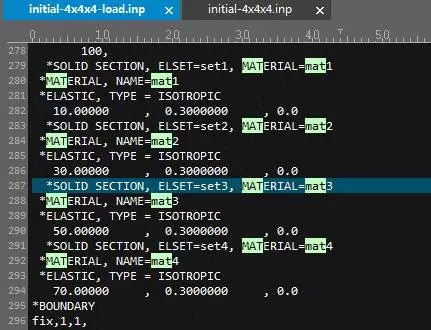 initial-4x4x4-load.inp × initial-4x4x4.inp ×
0 10 20 30 40 50
278 100,
279 *SOLID SECTION, ELSET=set1, MATERIAL=mat1
280 *MATERIAL, NAME=mat1
281 *ELASTIC, TYPE = ISOTROPIC
282 10.00000 , 0.3000000 , 0.0
283 *SOLID SECTION, ELSET=set2, MATERIAL=mat2
284 *MATERIAL, NAME=mat2
285 *ELASTIC, TYPE = ISOTROPIC
286 30.00000 , 0.3000000 , 0.0
287 *SOLID SECTION, ELSET=set3, MATERIAL=mat3
288 *MATERIAL, NAME=mat3
289 *ELASTIC, TYPE = ISOTROPIC
290 50.00000 , 0.3000000 , 0.0
291 *SOLID SECTION, ELSET=set4, MATERIAL=mat4
292 *MATERIAL, NAME=mat4
293 *ELASTIC, TYPE = ISOTROPIC
294 70.00000 , 0.3000000 , 0.0
295 *BOUNDARY
296 fix,1,1,